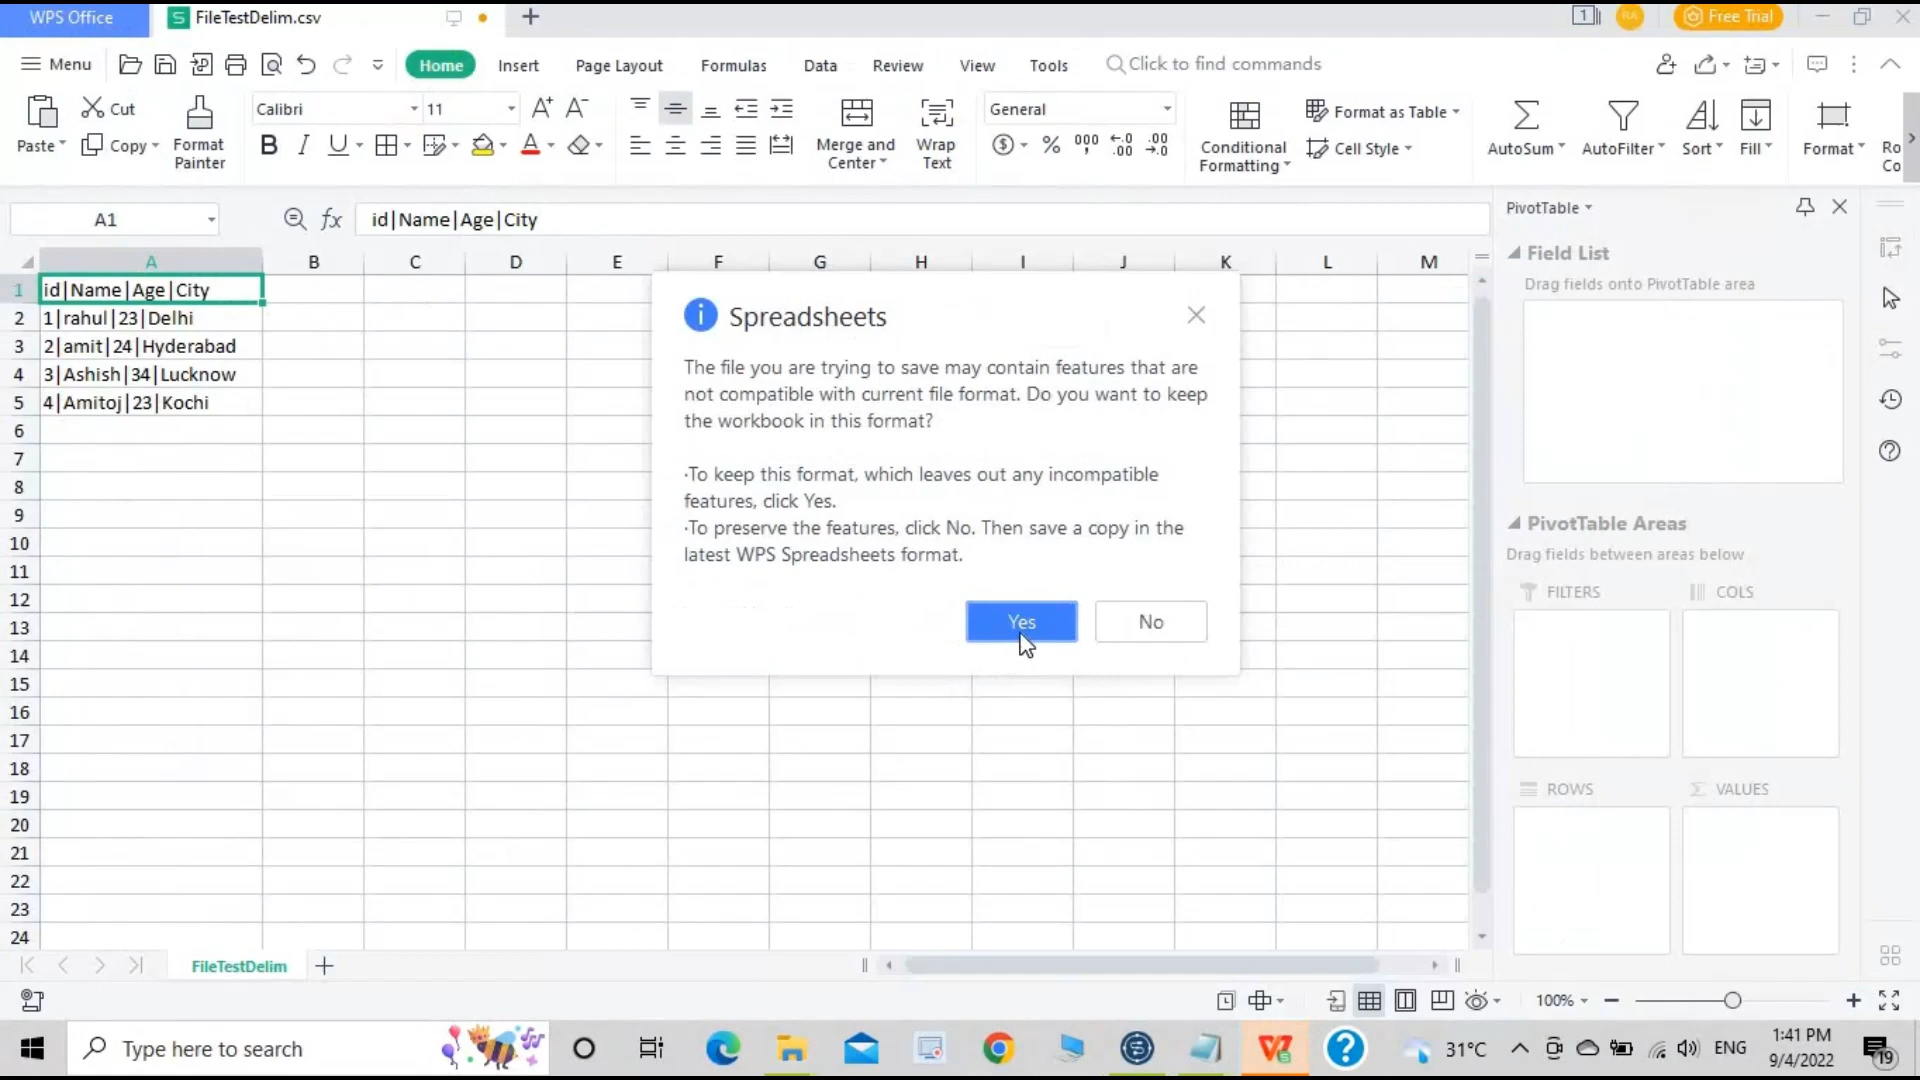 WPS Office
FileTestDelim.csv
1
RA
Free Trial
Menu
Home
Insert
Page Layout
Formulas
Data
Review
View
Tools
Click to find commands
Paste
Cut
Copy
Format
Painter
Calibri
11
General
Merge and
Center
Wrap
Text
Conditional
Formatting
Format as Table
Cell Style
AutoSum
AutoFilter
Sort
Fill
Format
Ro
Co
A1
fx
id|Name|Age|City
PivotTable
A B C D E F G H I J K L M
1 id|Name|Age|City
2 1|rahul|23|Delhi
3 2|amit|24|Hyderabad
4 3|Ashish|34|Lucknow
5 4|Amitoj|23|Kochi
6
7
8
9
10
11
12
13
14
15
16
17
18
19
20
21
22
23
24
Spreadsheets
The file you are trying to save may contain features that are
not compatible with current file format. Do you want to keep
the workbook in this format?
·To keep this format, which leaves out any incompatible
features, click Yes.
·To preserve the features, click No. Then save a copy in the
latest WPS Spreadsheets format.
Yes
No
Field List
Drag fields onto PivotTable area
PivotTable Areas
Drag fields between areas below
FILTERS
COLS
ROWS
VALUES
FileTestDelim
100%
Type here to search
31°C
ENG
1:41 PM
9/4/2022
19